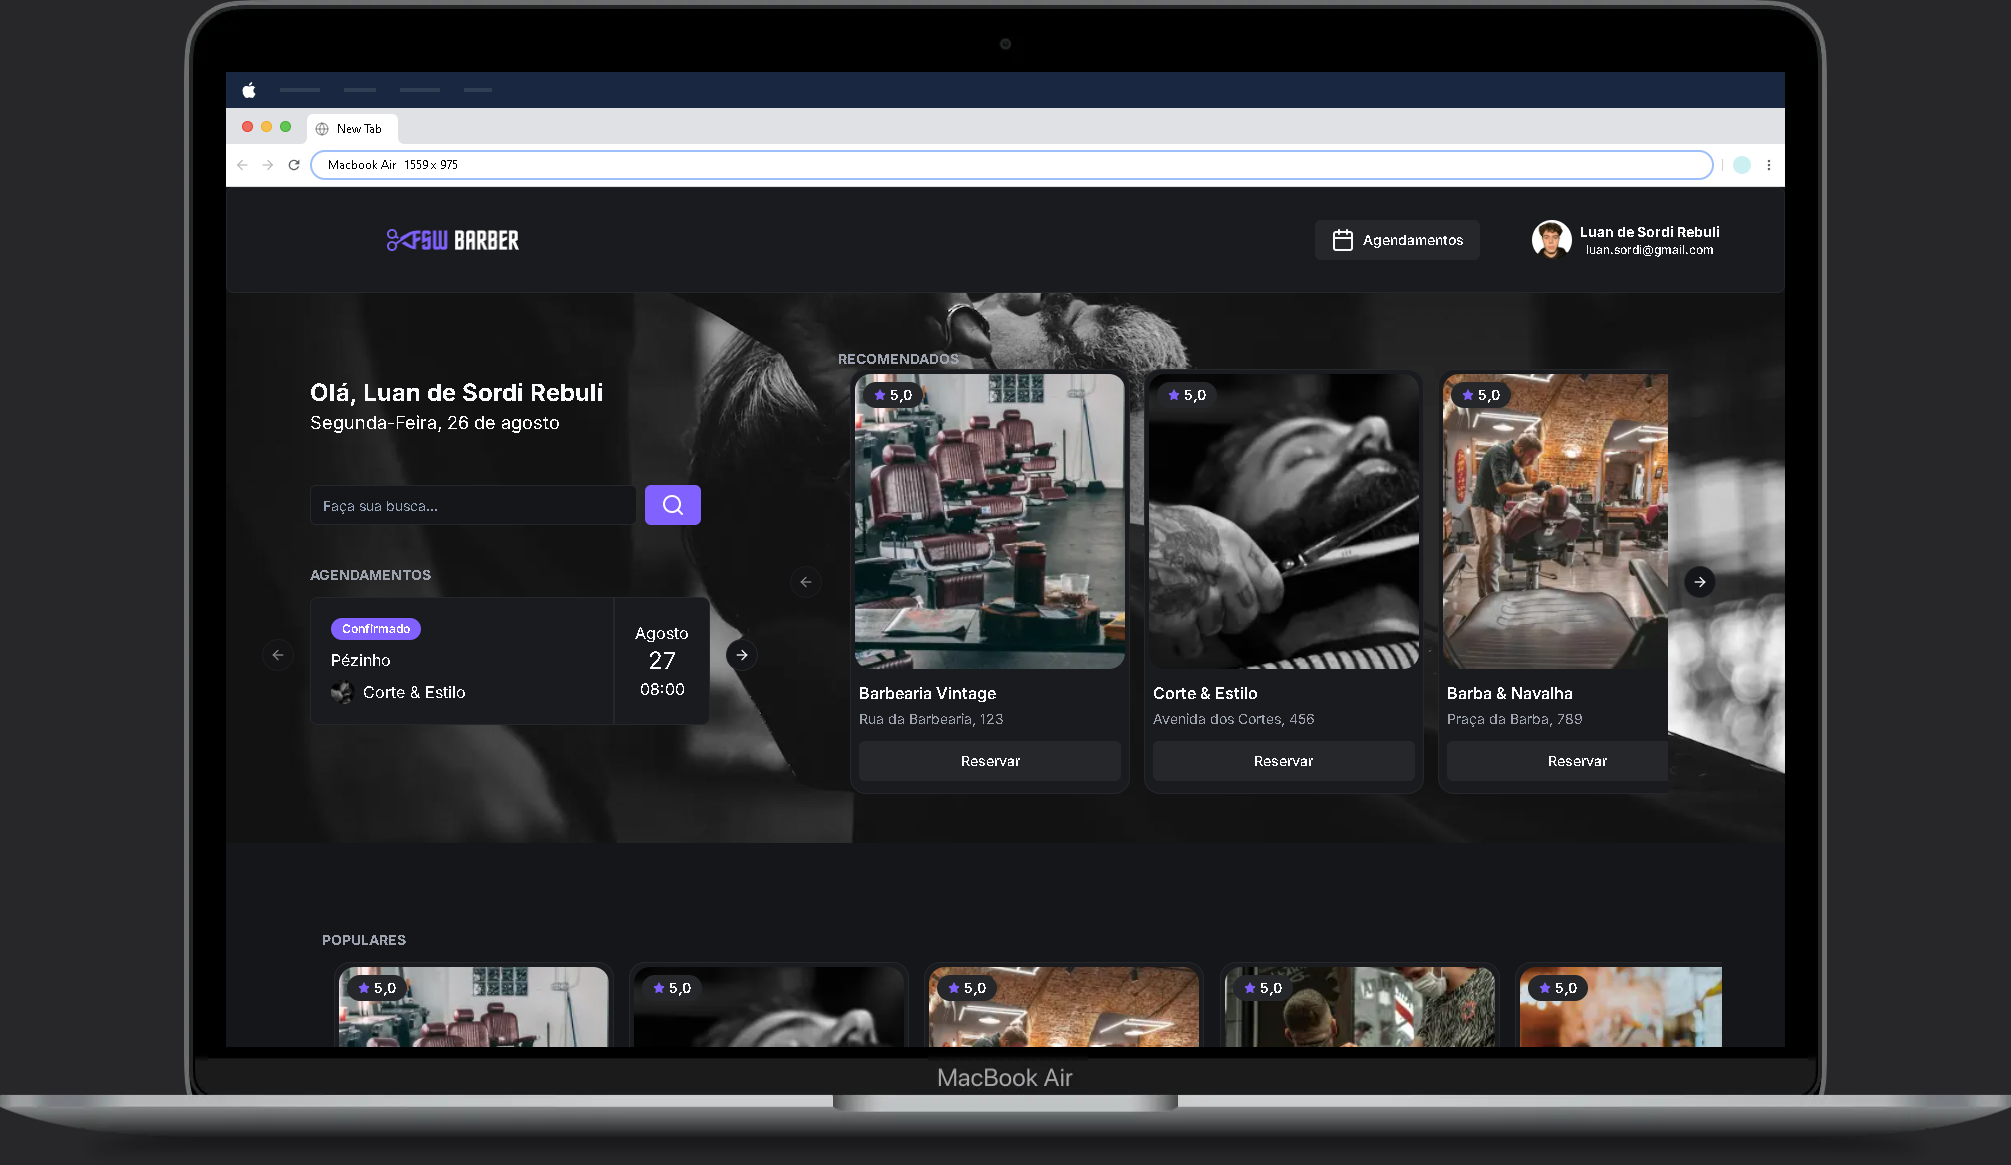 New Tab
Macbook Air 1559 x 975
FSW BARBER
Agendamentos
Luan de Sordi Rebuli
luan.sordi@gmail.com
Olá, Luan de Sordi Rebuli
Segunda-Feira, 26 de agosto
Faça sua busca...
AGENDAMENTOS
Confirmado
Pézinho
Corte & Estilo
Agosto
27
08:00
RECOMENDADOS
5,0
Barbearia Vintage
Rua da Barbearia, 123
Reservar
5,0
Corte & Estilo
Avenida dos Cortes, 456
Reservar
5,0
Barba & Navalha
Praça da Barba, 789
Reservar
POPULARES
5,0
5,0
5,0
5,0
5,0
MacBook Air